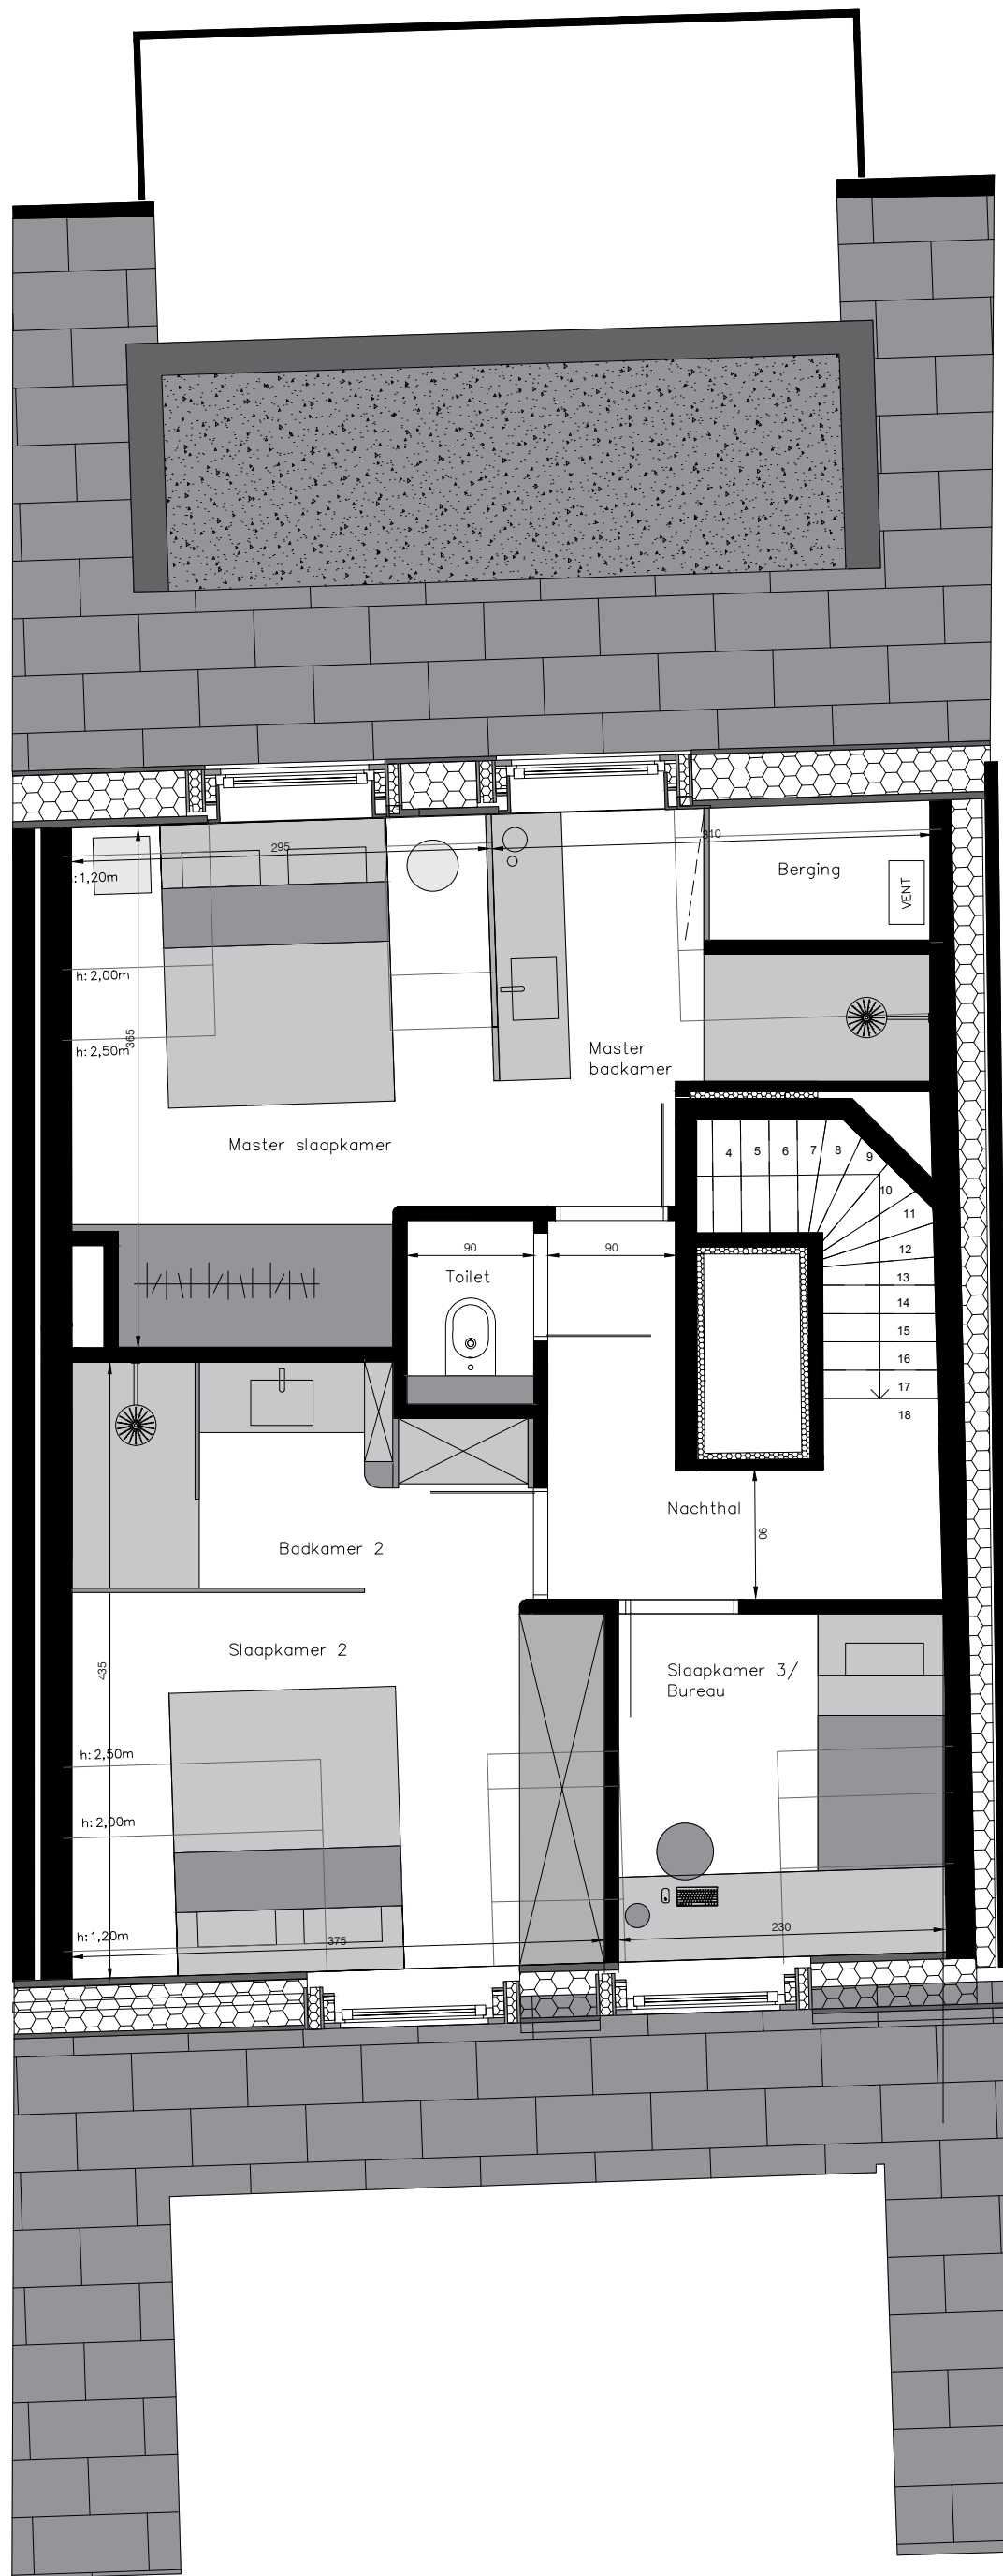 295
310
Berging
VENT
:1,20m
h: 2,00m
365
h: 2,50m
Master
badkamer
Master slaapkamer
4 5 6 7 8 9
10
11
12
13
14
15
16
17
18
90
90
Toilet
Nachthal
90
Badkamer 2
Slaapkamer 2
435
Slaapkamer 3/
Bureau
h: 2,50m
h: 2,00m
h: 1,20m
375
230